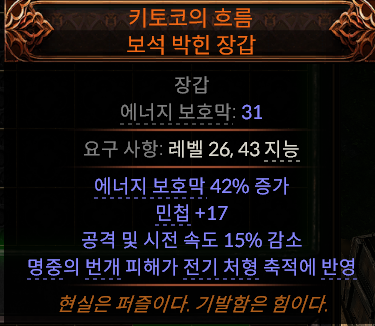 키토코의 흐름
보석 박힌 장갑
장갑
에너지 보호막: 31
요구 사항: 레벨 26, 43 지능
에너지 보호막 42% 증가
민첩 +17
공격 및 시전 속도 15% 감소
명중의 번개 피해가 전기 처형 축적에 반영
현실은 퍼즐이다. 기발함은 힘이다.